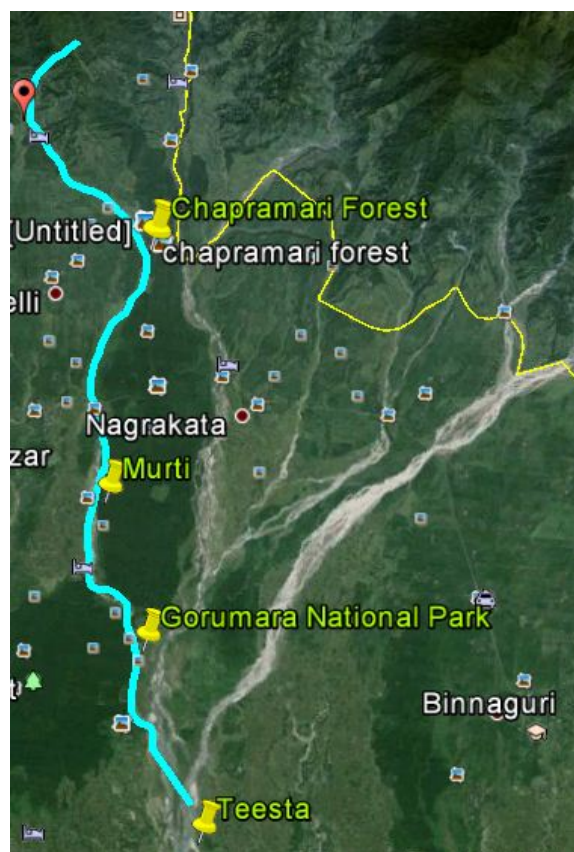 Chapramari Forest
[Untitled]
chapramari forest
elli
Nagrakata
zar
Murti
Gorumara National Park
t
Binnaguri
Teesta